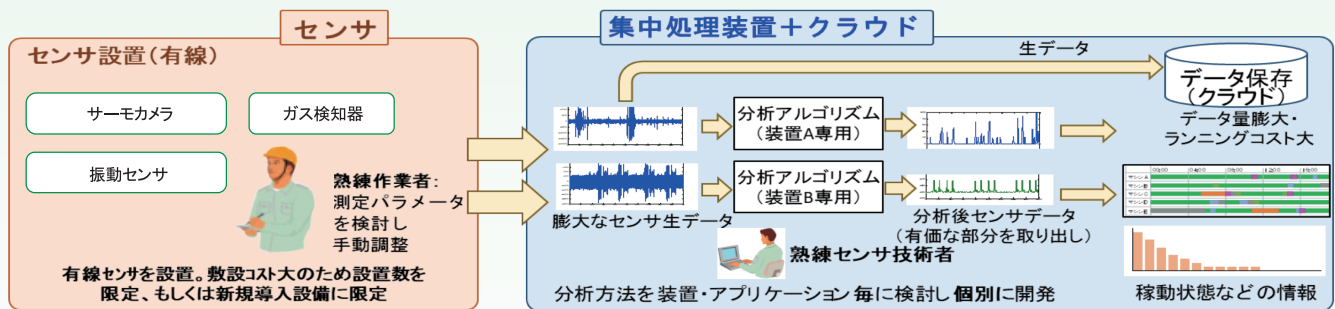 センサ
センサ設置(有線)
サーモカメラ
ガス検知器
振動センサ
熟練作業者:
測定パラメータ
を検討し
手動調整
有線センサを設置。敷設コスト大のため設置数を
限定、もしくは新規導入設備に限定
集中処理装置+クラウド
生データ
データ保存
(クラウド)
データ量膨大・
ランニングコスト大
分析アルゴリズム
(装置A専用)
分析アルゴリズム
(装置B専用)
膨大なセンサ生データ
分析後センサデータ
(有価な部分を取り出し)
熟練センサ技術者
分析方法を装置・アプリケーション毎に検討し個別に開発
稼動状態などの情報